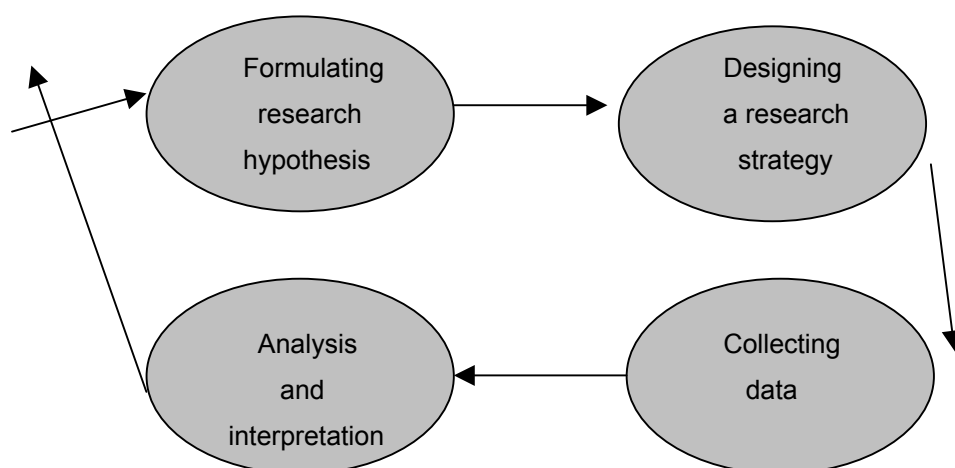 Formulating
research
hypothesis
Designing
a research
strategy
Analysis
and
interpretation
Collecting
data